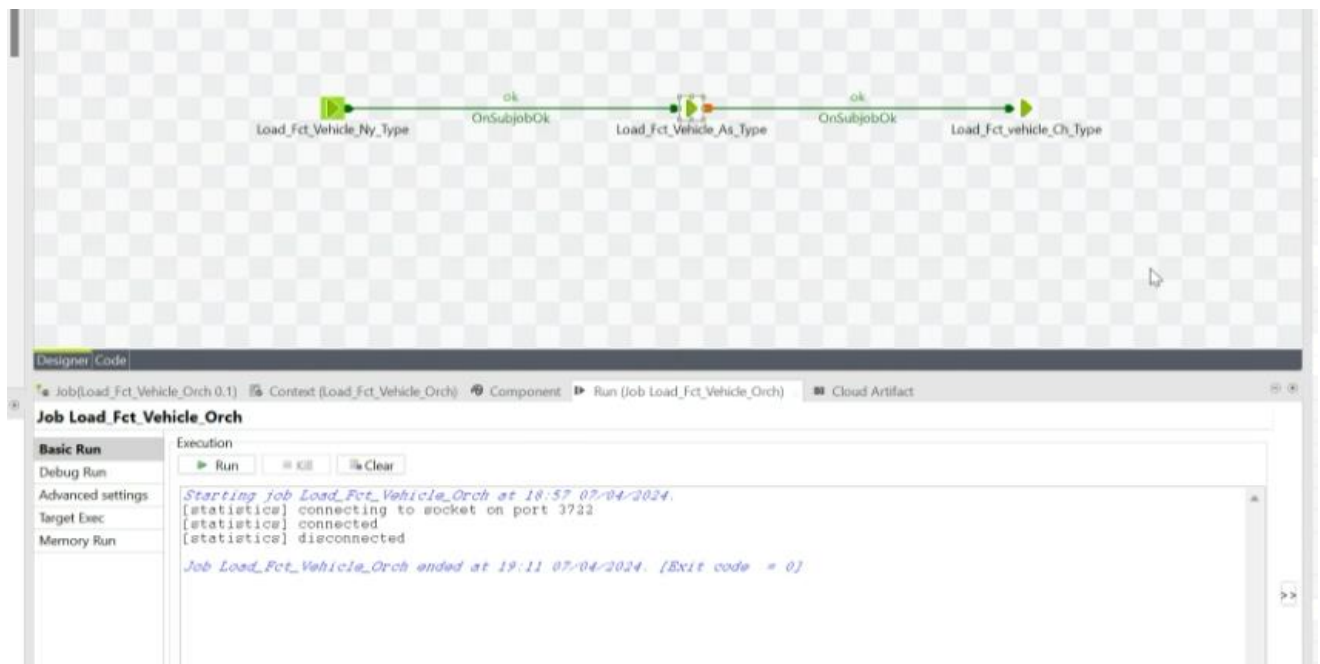 ok
ok
OnSubjobOk
OnSubjobOk
Load_Fct_Vehicle_Ny_Type
Load_Fct_Vehicle_As_Type
Load_Fct_vehicle_Ch_Type
Designer Code
Job(Load_Fct_Vehicle_Orch 0.1) Context (Load_Fct_Vehicle_Orch) Component Run (Job Load_Fct_Vehicle_Orch) Cloud Artifact
Job Load_Fct_Vehicle_Orch
Basic Run
Debug Run
Advanced settings
Target Exec
Memory Run
Execution
Run Kill Clear
Starting job Load_Fct_Vehicle_Orch at 18:57 07/04/2024.
[statistics] connecting to socket on port 3722
[statistics] connected
[statistics] disconnected
Job Load_Fct_Vehicle_Orch ended at 19:11 07/04/2024. [Exit code = 0]
>>